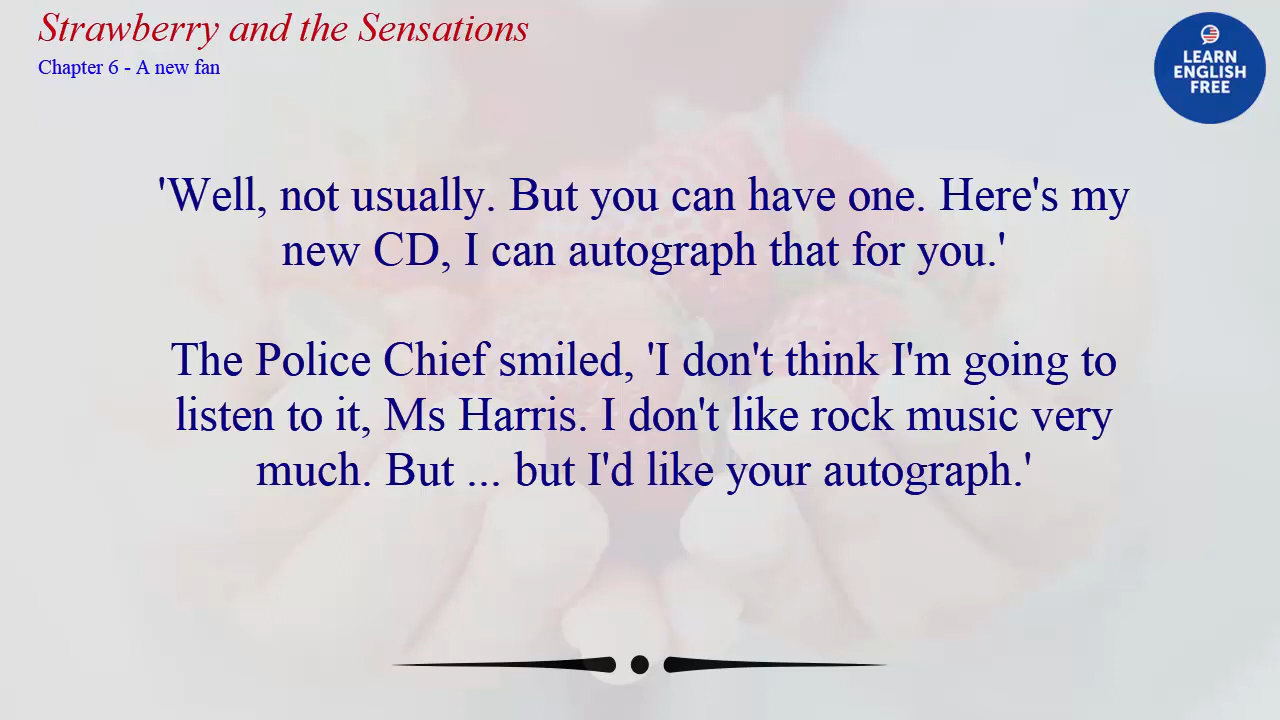 Strawberry and the Sensations
Chapter 6 - A new fan
LEARN
ENGLISH
FREE
'Well, not usually. But you can have one. Here's my
new CD, I can autograph that for you.'
The Police Chief smiled, 'I don't think I'm going to
listen to it, Ms Harris. I don't like rock music very
much. But ... but I'd like your autograph.'